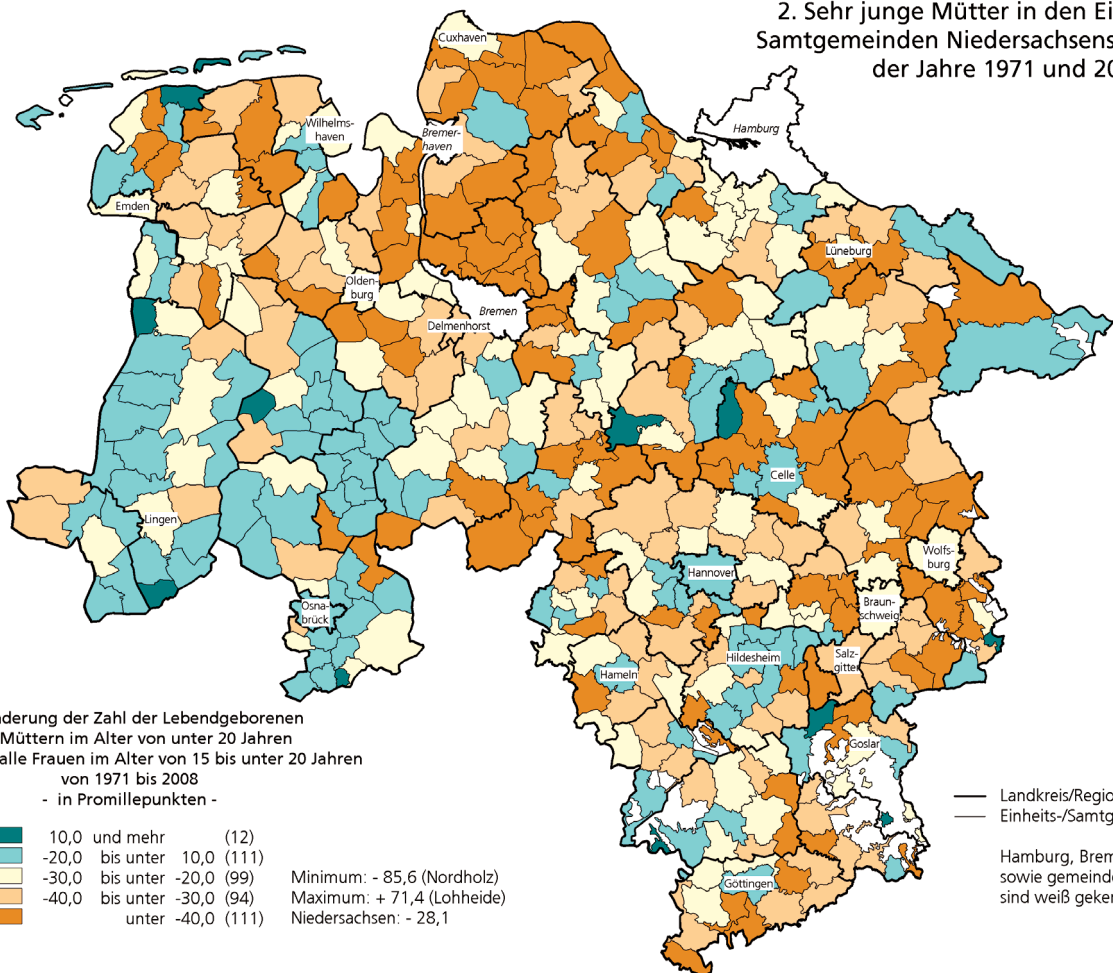 2. Sehr junge Mütter in den Ei
Samtgemeinden Niedersachsens
der Jahre 1971 und 20
Cuxhaven
Hamburg
Wilhelms-
haven
Bremer-
haven
Emden
Lüneburg
Olden-
burg
Bremen
Delmenhorst
Celle
Lingen
Wolfs-
burg
Hannover
Osna-
brück
Braun-
schweig
Hildesheim
Salz-
gitter
Hameln
Goslar
Göttingen
derung der Zahl der Lebendgeborenen
Müttern im Alter von unter 20 Jahren
alle Frauen im Alter von 15 bis unter 20 Jahren
von 1971 bis 2008
- in Promillepunkten -
10,0 und mehr (12)
-20,0 bis unter 10,0 (111)
-30,0 bis unter -20,0 (99)
-40,0 bis unter -30,0 (94)
unter -40,0 (111)
Minimum: - 85,6 (Nordholz)
Maximum: + 71,4 (Lohheide)
Niedersachsen: - 28,1
Landkreis/Regio
Einheits-/Samtg
Hamburg, Brem
sowie gemeinde
sind weiß geken